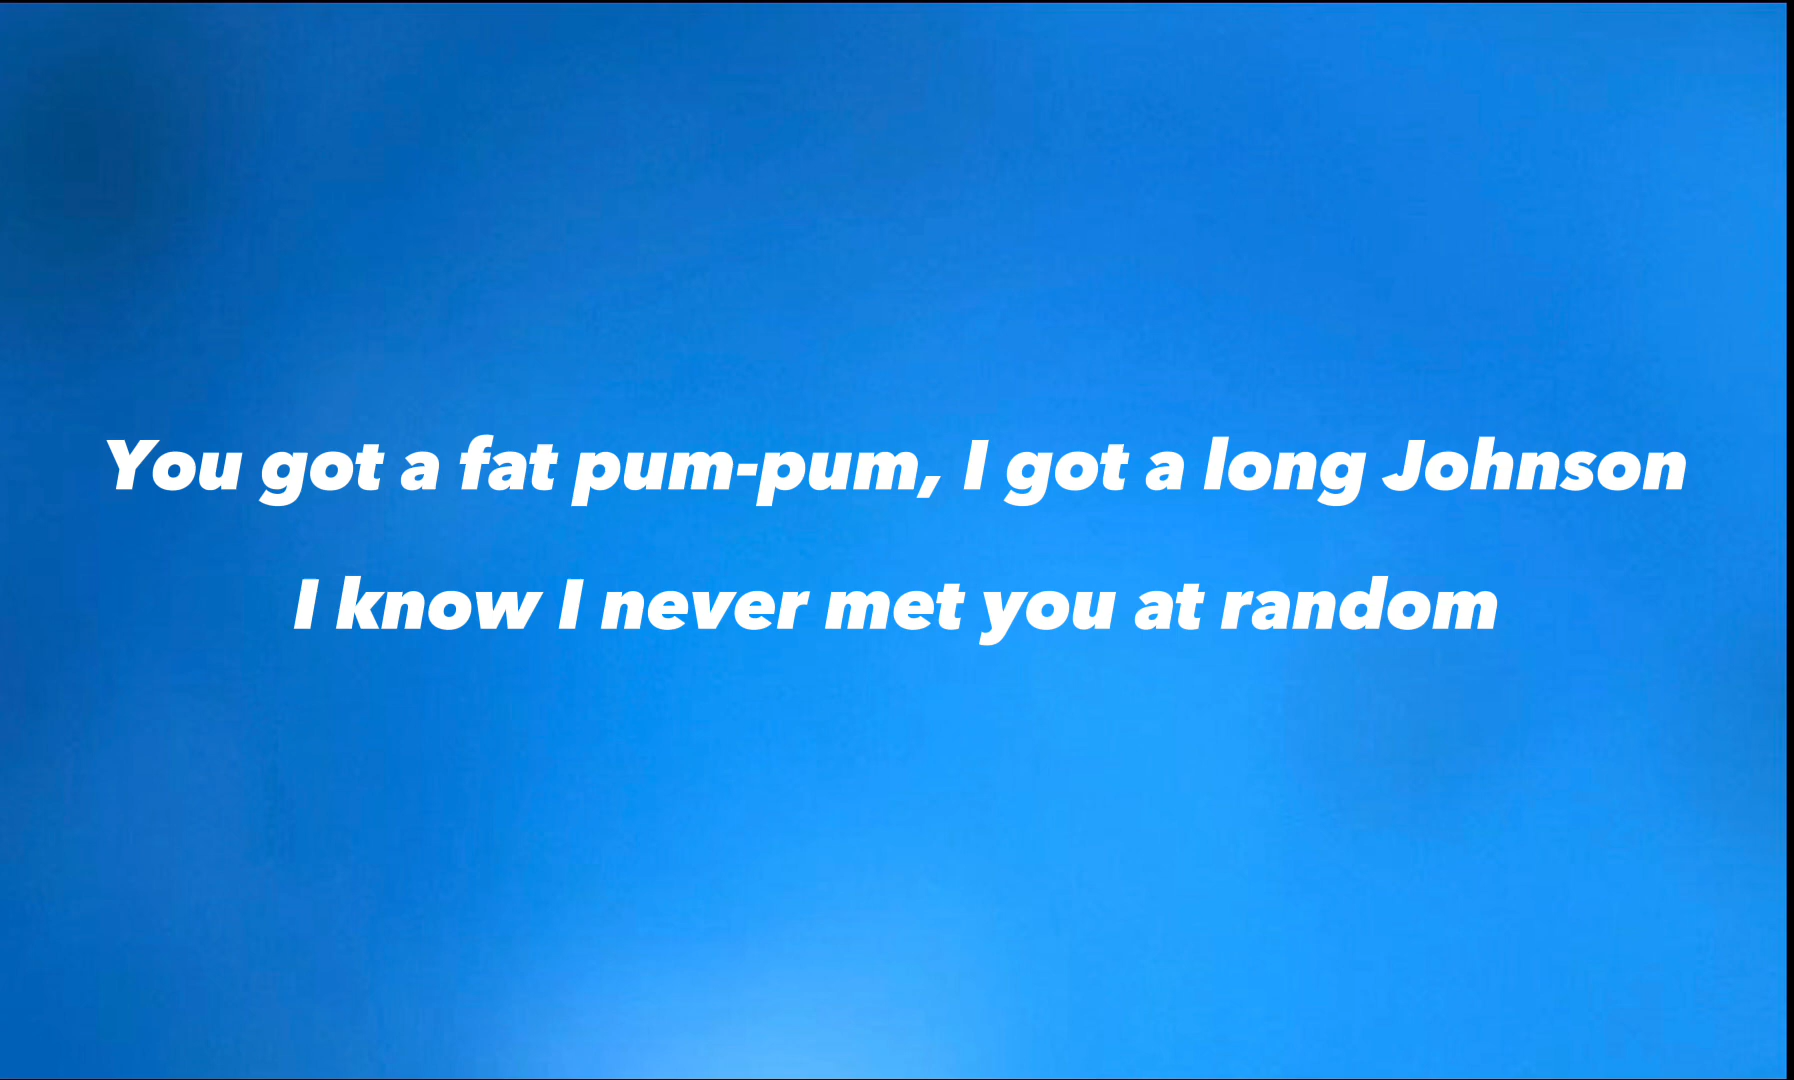 You got a fat pum-pum, I got a long Johnson
I know I never met you at random